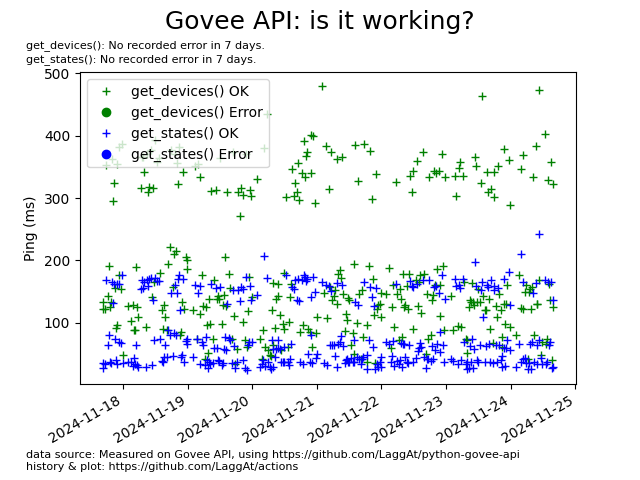 Govee API: is it working?
get_devices(): No recorded error in 7 days.
get_states(): No recorded error in 7 days.
500
400
300
200
100
Ping (ms)
get_devices() OK
get_devices() Error
get_states() OK
get_states() Error
2024-11-18
2024-11-19
2024-11-20
2024-11-21
2024-11-22
2024-11-23
2024-11-24
2024-11-25
data source: Measured on Govee API, using https://github.com/LaggAt/python-govee-api
history & plot: https://github.com/LaggAt/actions